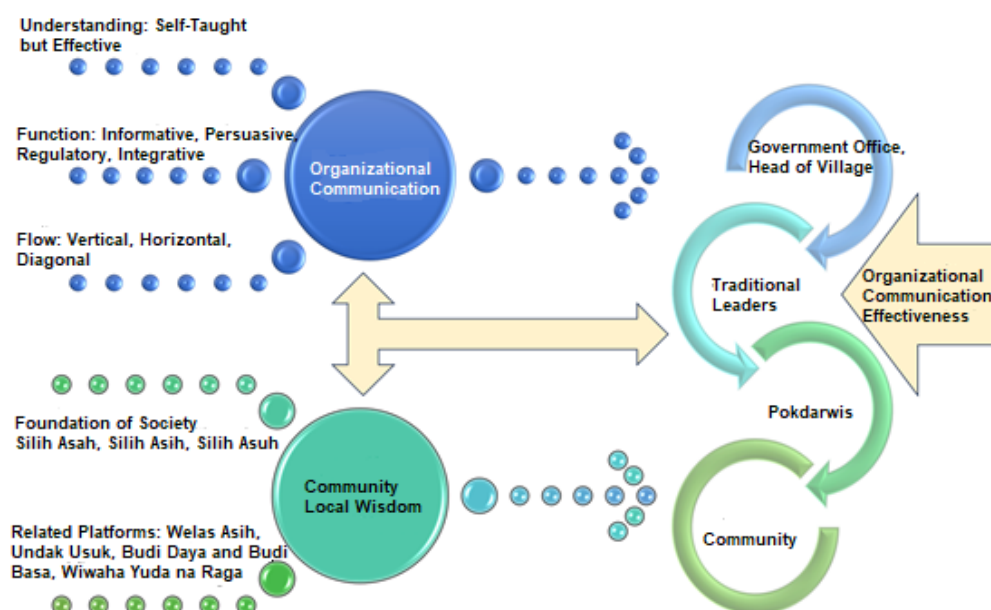 Understanding: Self-Taught
but Effective
Function: Informative, Persuasive,
Regulatory, Integrative
Flow: Vertical, Horizontal,
Diagonal
Organizational
Communication
Government Office,
Head of Village
Traditional
Leaders
Organizational
Communication
Effectiveness
Pokdarwis
Community
Foundation of Society
Silih Asah, Silih Asih, Silih Asuh
Community
Local Wisdom
Related Platforms: Welas Asih,
Undak Usuk, Budi Daya and Budi
Basa, Wiwaha Yuda na Raga